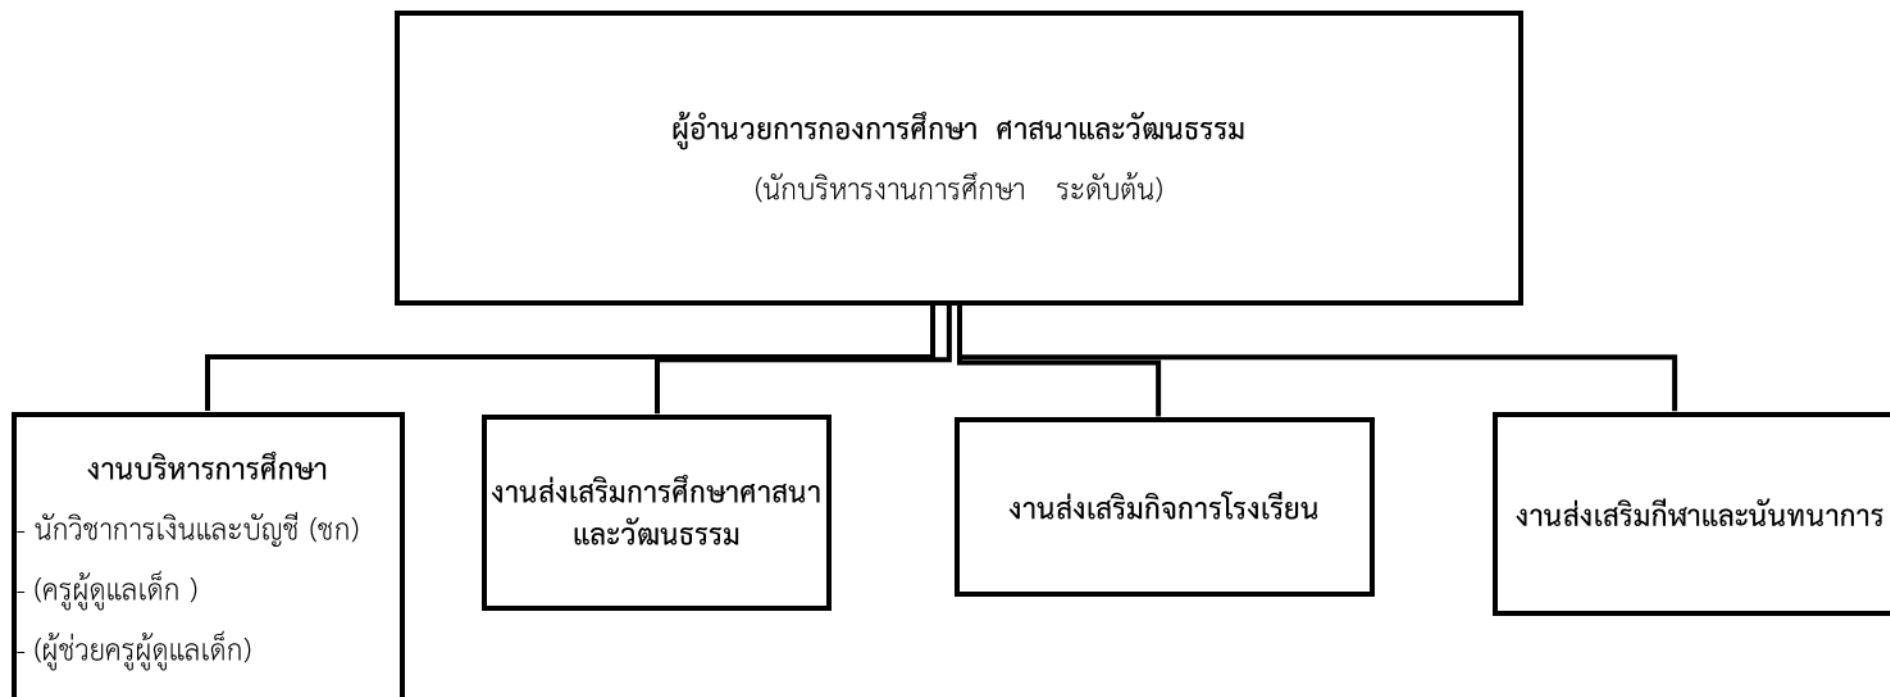 ผู้อำนวยการกองการศึกษา ศาสนาและวัฒนธรรม
(นักบริหารงานการศึกษา ระดับต้น)
งานบริหารการศึกษา
- นักวิชาการเงินและบัญชี (ชก)
- (ครูผู้ดูแลเด็ก )
- (ผู้ช่วยครูผู้ดูแลเด็ก)
งานส่งเสริมการศึกษาศาสนา
และวัฒนธรรม
งานส่งเสริมกิจการโรงเรียน
งานส่งเสริมกีฬาและนันทนาการ